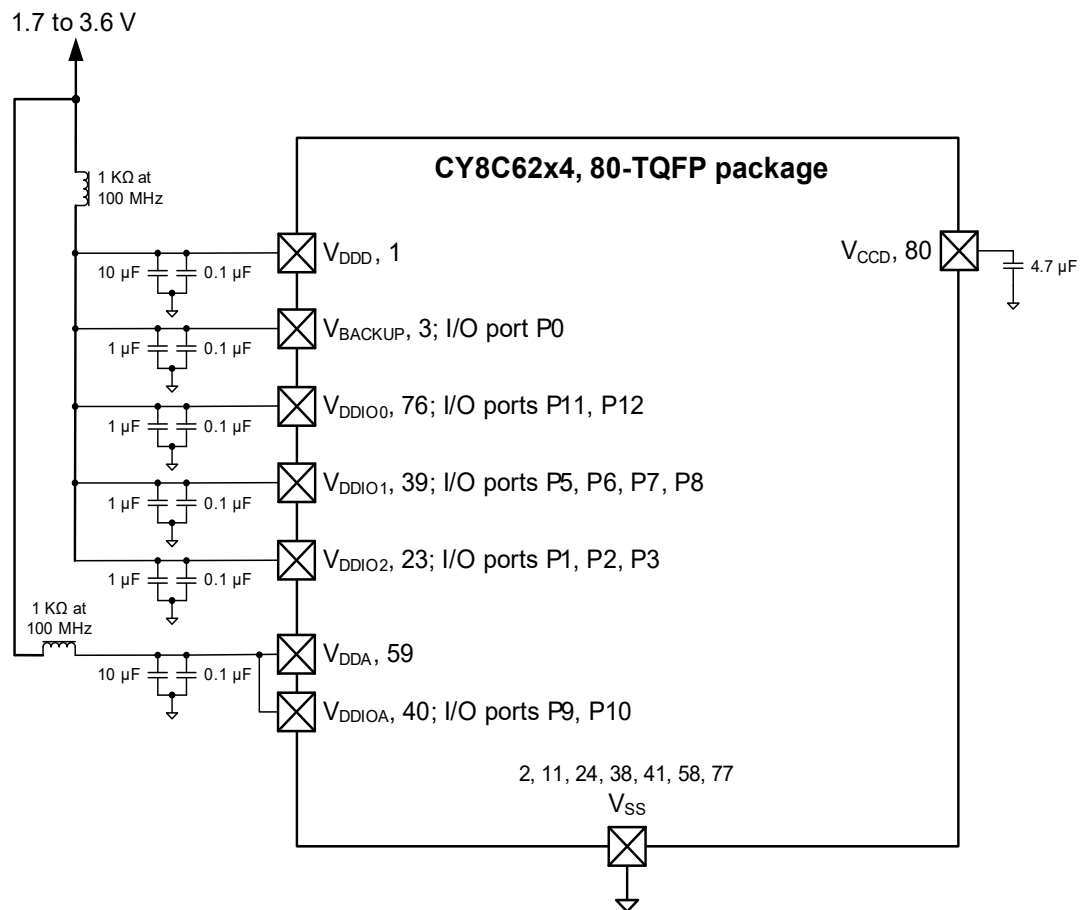 1.7 to 3.6 V
CY8C62x4, 80-TQFP package
1 KΩ at
100 MHz
10 µF
0.1 µF
VDDD, 1
VCCD, 80
4.7 µF
1 µF
0.1 µF
VBACKUP, 3; I/O port P0
1 µF
0.1 µF
VDDIO0, 76; I/O ports P11, P12
1 µF
0.1 µF
VDDIO1, 39; I/O ports P5, P6, P7, P8
1 µF
0.1 µF
VDDIO2, 23; I/O ports P1, P2, P3
1 KΩ at
100 MHz
10 µF
0.1 µF
VDDA, 59
VDDIOA, 40; I/O ports P9, P10
2, 11, 24, 38, 41, 58, 77
VSS